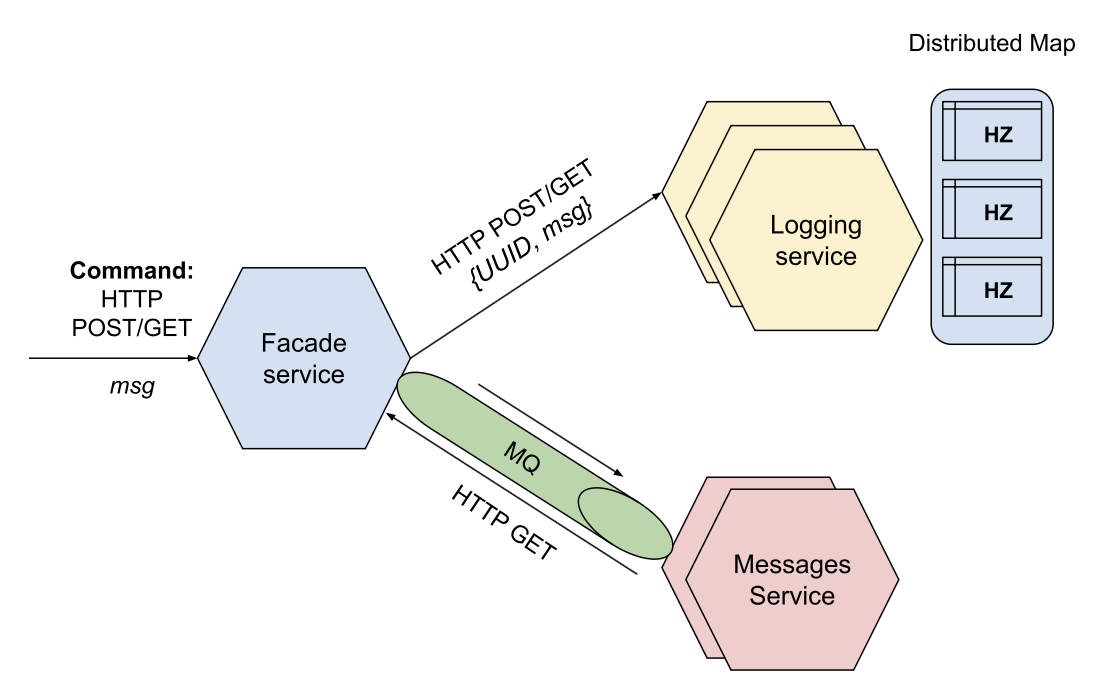 Distributed Map
HZ
HZ
HZ
HTTP POST/GET
{UUID, msg}
Logging
service
Command:
HTTP
POST/GET
msg
Facade
service
MQ
HTTP GET
Messages
Service